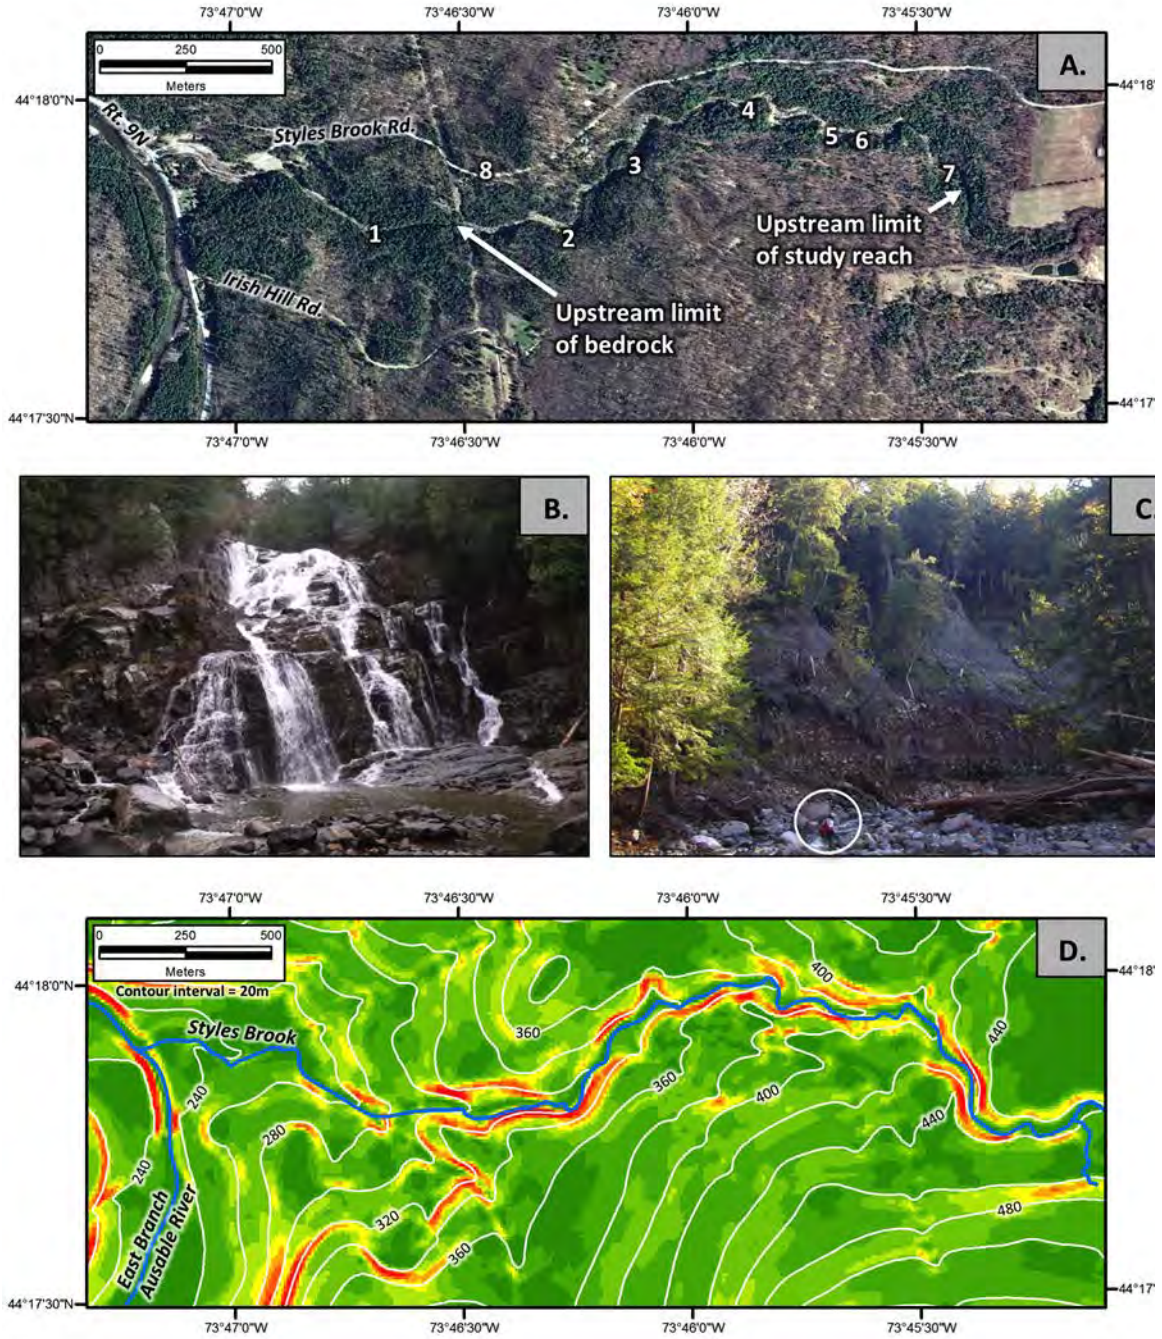 73°47'0"W 73°46'30"W 73°46'0"W 73°45'30"W
0 250 500
Meters
A.
44°18'0"N
44°18'
Rt. 9N
Styles Brook Rd.
8
3
4
5 6
7
1
2
Upstream limit
of study reach
Irish Hill Rd.
Upstream limit
of bedrock
44°17'30"N
44°17'
73°47'0"W 73°46'30"W 73°46'0"W 73°45'30"W
B.
C.
73°47'0"W 73°46'30"W 73°46'0"W 73°45'30"W
0 250 500
Meters
Contour interval = 20m
D.
44°18'0"N
44°18'
Styles Brook
400
440
360
360
400
440
240
280
240
320
360
480
East Branch
Ausable River
44°17'30"N
44°17'
73°47'0"W 73°46'30"W 73°46'0"W 73°45'30"W